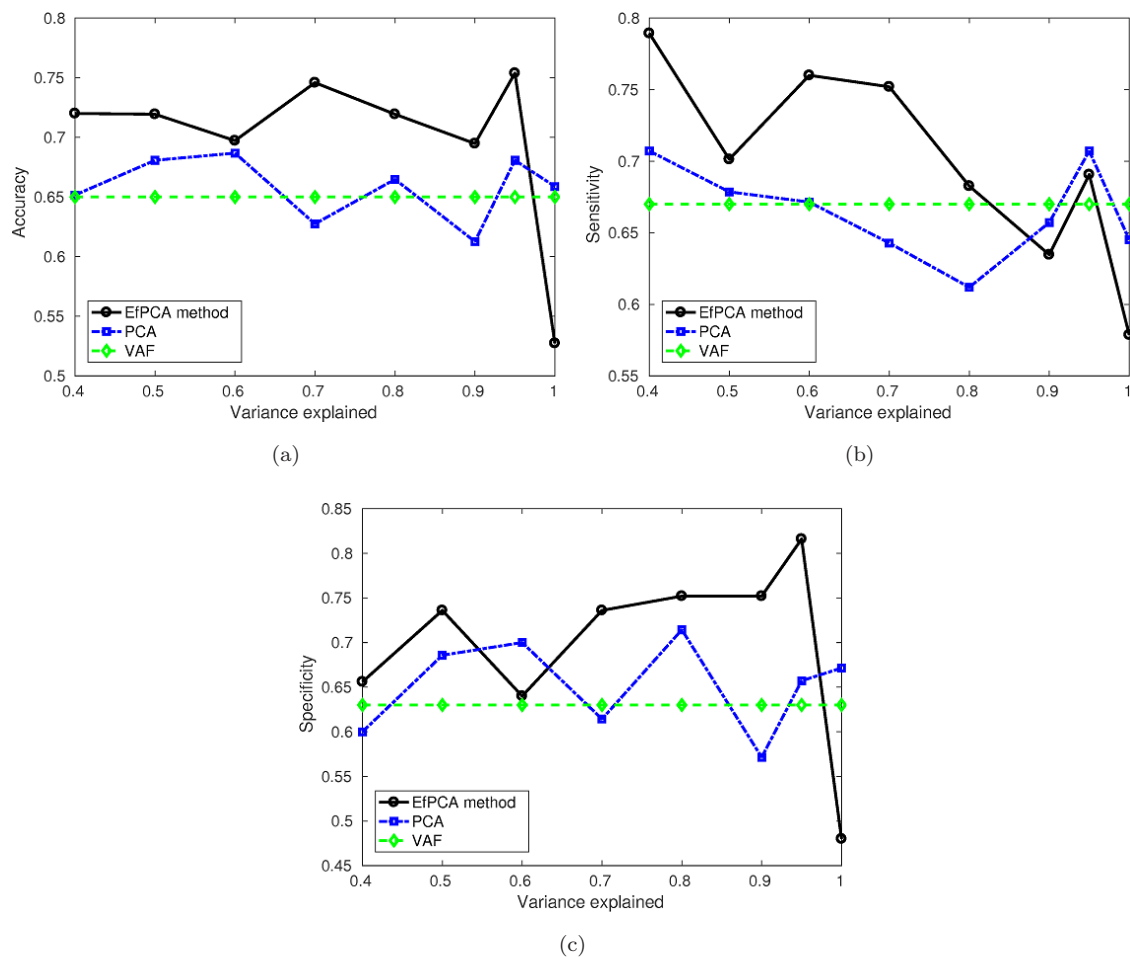 0.8
0.75
0.7
0.65
0.6
0.55
0.5
Accuracy
EfPCA method
PCA
VAF
0.4 0.5 0.6 0.7 0.8 0.9 1
Variance explained
(a)
0.8
0.75
0.7
0.65
0.6
0.55
Sensitivity
EfPCA method
PCA
VAF
0.4 0.5 0.6 0.7 0.8 0.9 1
Variance explained
(b)
0.85
0.8
0.75
0.7
0.65
0.6
0.55
0.5
0.45
Specificity
EfPCA method
PCA
VAF
0.4 0.5 0.6 0.7 0.8 0.9 1
Variance explained
(c)